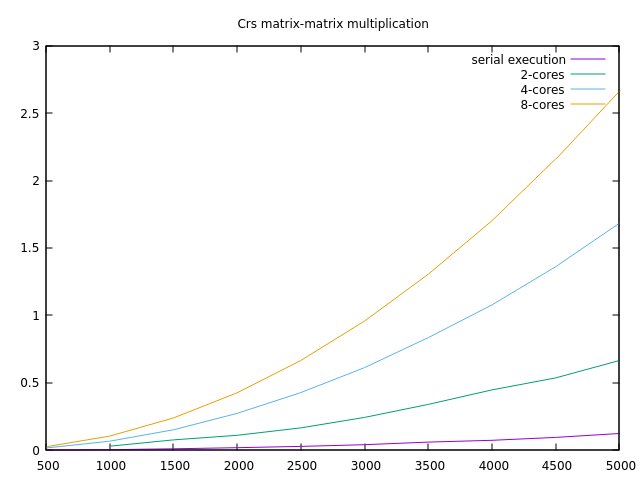 Crs matrix-matrix multiplication
3
2.5
2
1.5
1
0.5
0
serial execution
2-cores
4-cores
8-cores
500 1000 1500 2000 2500 3000 3500 4000 4500 5000